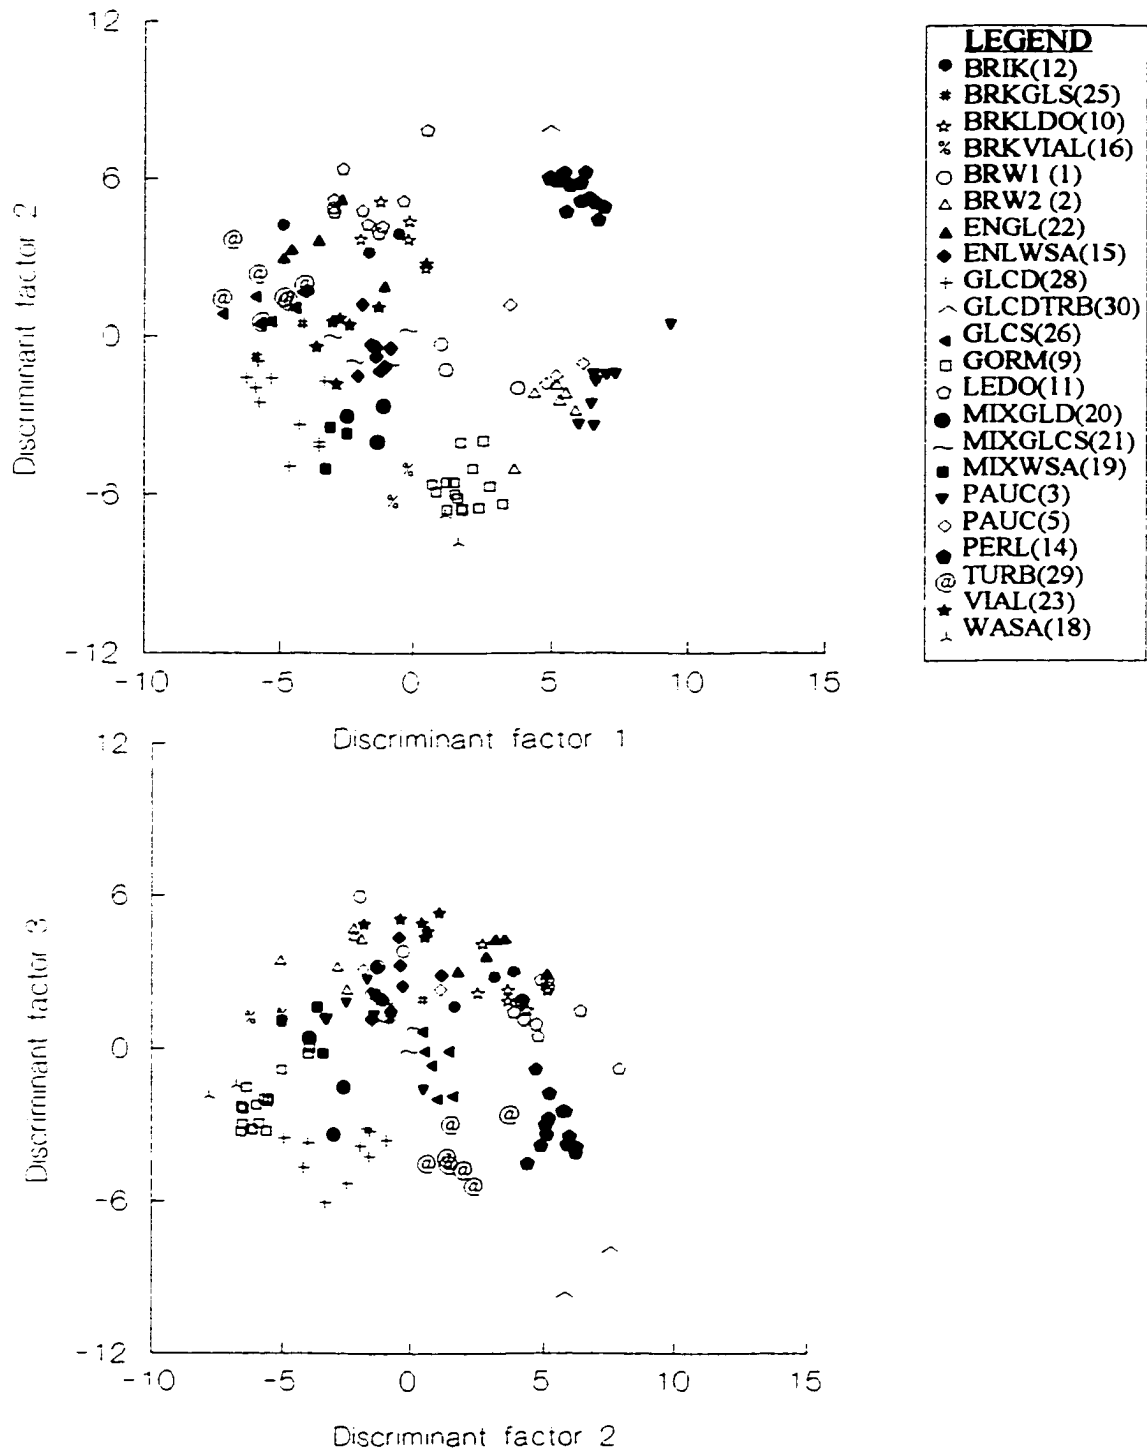 12
6
0
-6
-12
-10
-5
0
5
10
15
Discriminant factor 2
Discriminant factor 1
LEGEND
BRIK(12)
BRKGLS(25)
BRKLDO(10)
BRKVIAL(16)
BRW1 (1)
BRW2 (2)
ENGL(22)
ENLWSA(15)
GLCD(28)
GLCDTRB(30)
GLCS(26)
GORM(9)
LEDO(11)
MIXGLD(20)
MIXGLCS(21)
MIXWSA(19)
PAUC(3)
PAUC(5)
PERL(14)
TURB(29)
VIAL(23)
WASA(18)
12
6
0
-6
-12
-10
-5
0
5
10
15
Discriminant factor 3
Discriminant factor 2